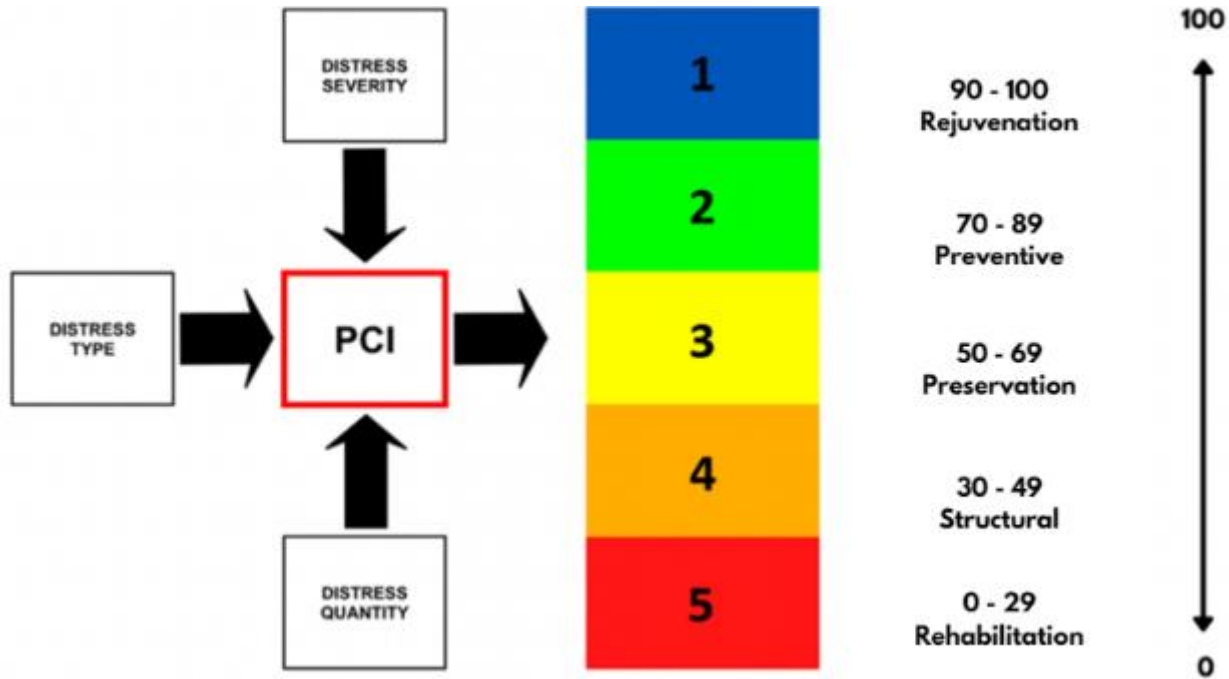 DISTRESS
SEVERITY
DISTRESS
TYPE
PCI
DISTRESS
QUANTITY
1
2
3
4
5
90 - 100
Rejuvenation
70 - 89
Preventive
50 - 69
Preservation
30 - 49
Structural
0 - 29
Rehabilitation
100
0